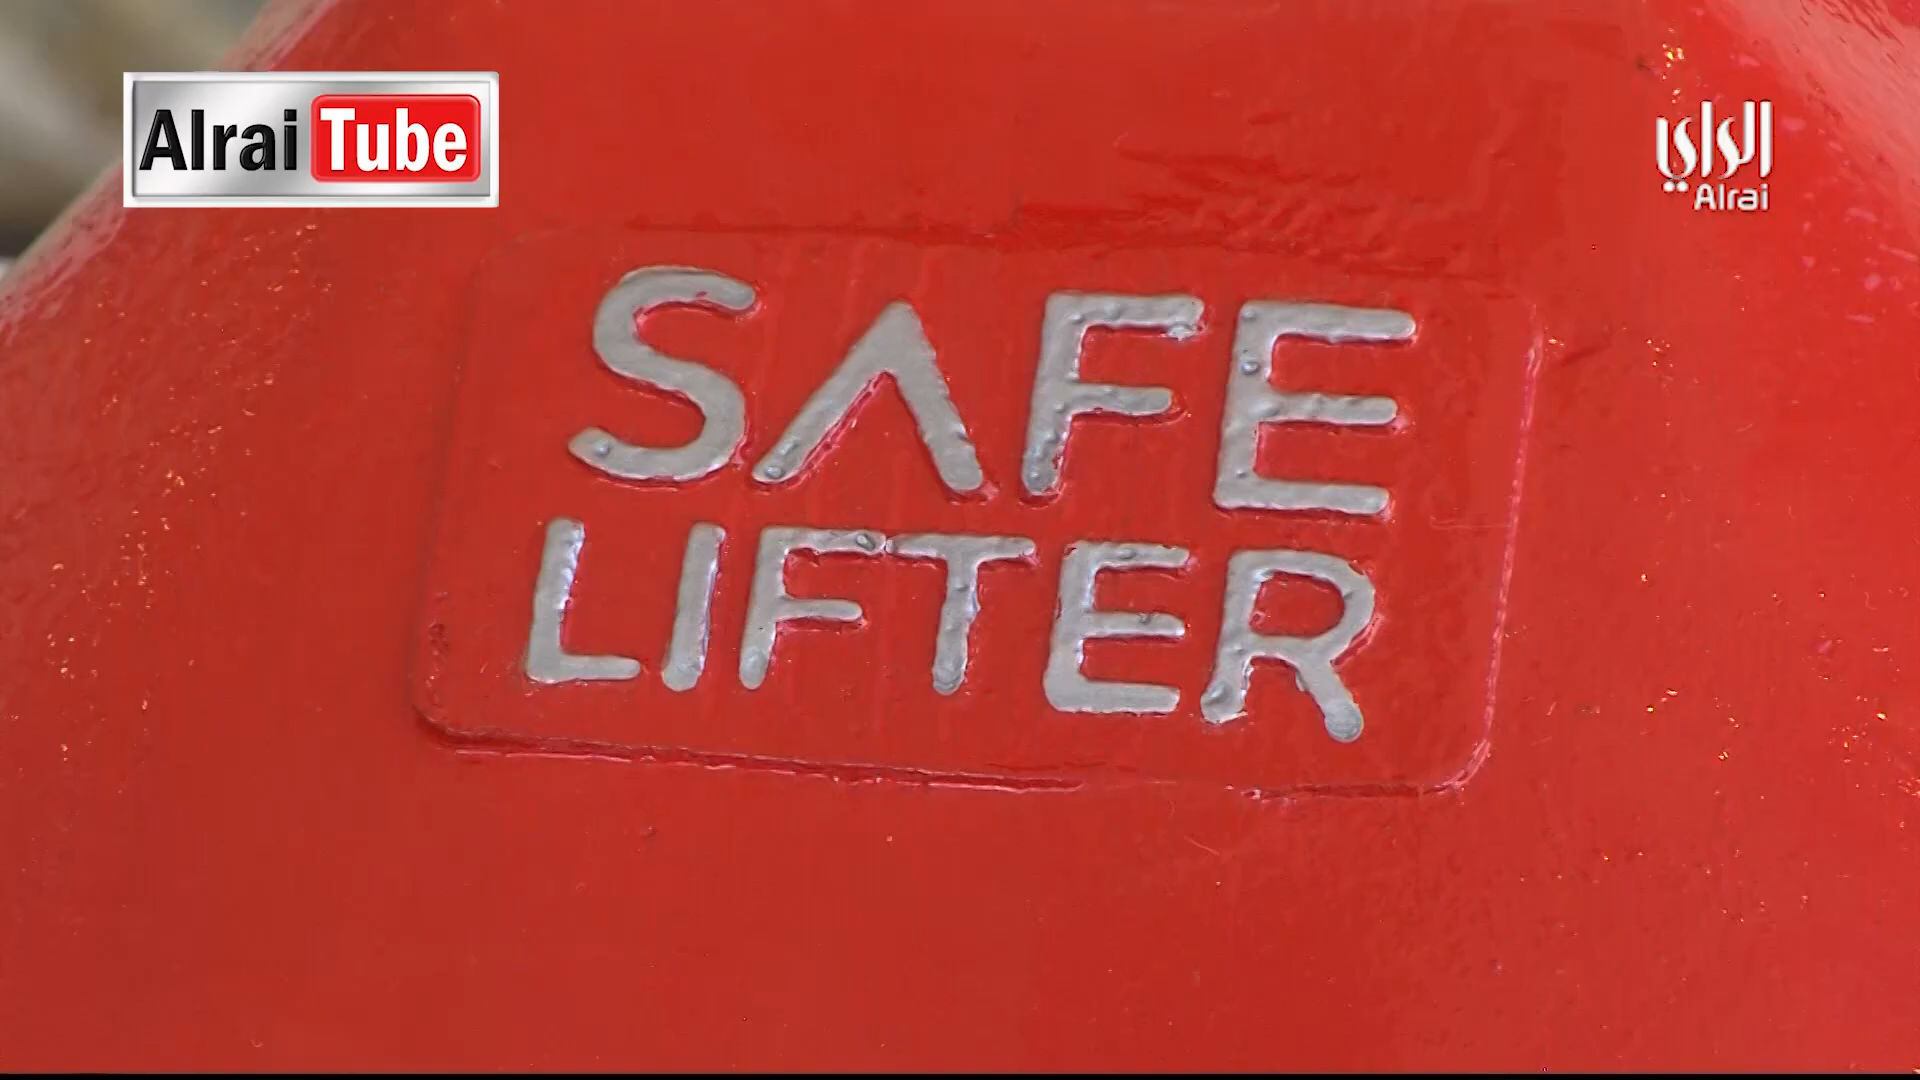 Alrai Tube
الراي
Alrai
SAFE
LIFTER